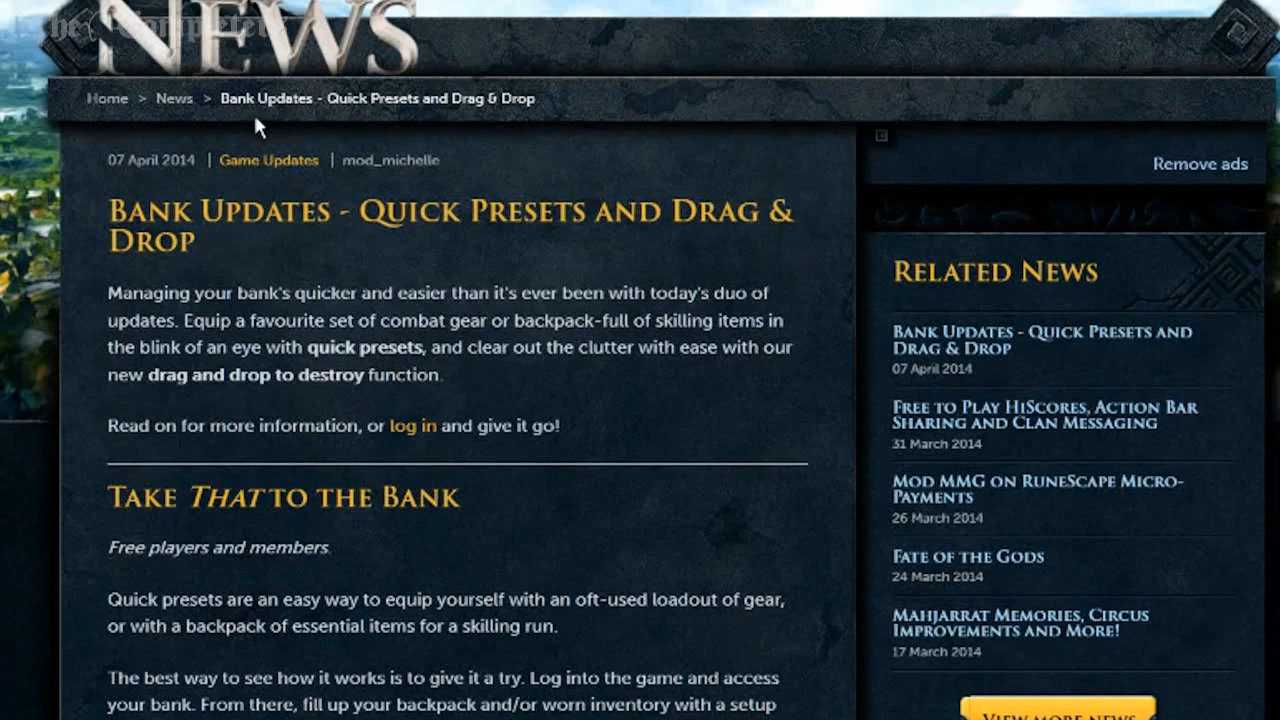 The Completer
NEWS
Home > News > Bank Updates - Quick Presets and Drag & Drop
07 April 2014 | Game Updates | mod_michelle
Bank Updates - Quick Presets and Drag &
Drop
Managing your bank's quicker and easier than it's ever been with today's duo of
updates. Equip a favourite set of combat gear or backpack-full of skilling items in
the blink of an eye with quick presets, and clear out the clutter with ease with our
new drag and drop to destroy function.
Read on for more information, or log in and give it go!
Take That to the Bank
Free players and members.
Quick presets are an easy way to equip yourself with an oft-used loadout of gear,
or with a backpack of essential items for a skilling run.
The best way to see how it works is to give it a try. Log into the game and access
your bank. From there, fill up your backpack and/or worn inventory with a setup
Remove ads
Related News
Bank Updates - Quick Presets and
Drag & Drop
07 April 2014
Free to Play HiScores, Action Bar
Sharing and Clan Messaging
31 March 2014
Mod MMG on RuneScape Micro-
Payments
26 March 2014
Fate of the Gods
24 March 2014
Mahjarrat Memories, Circus
Improvements and More!
17 March 2014
View more news